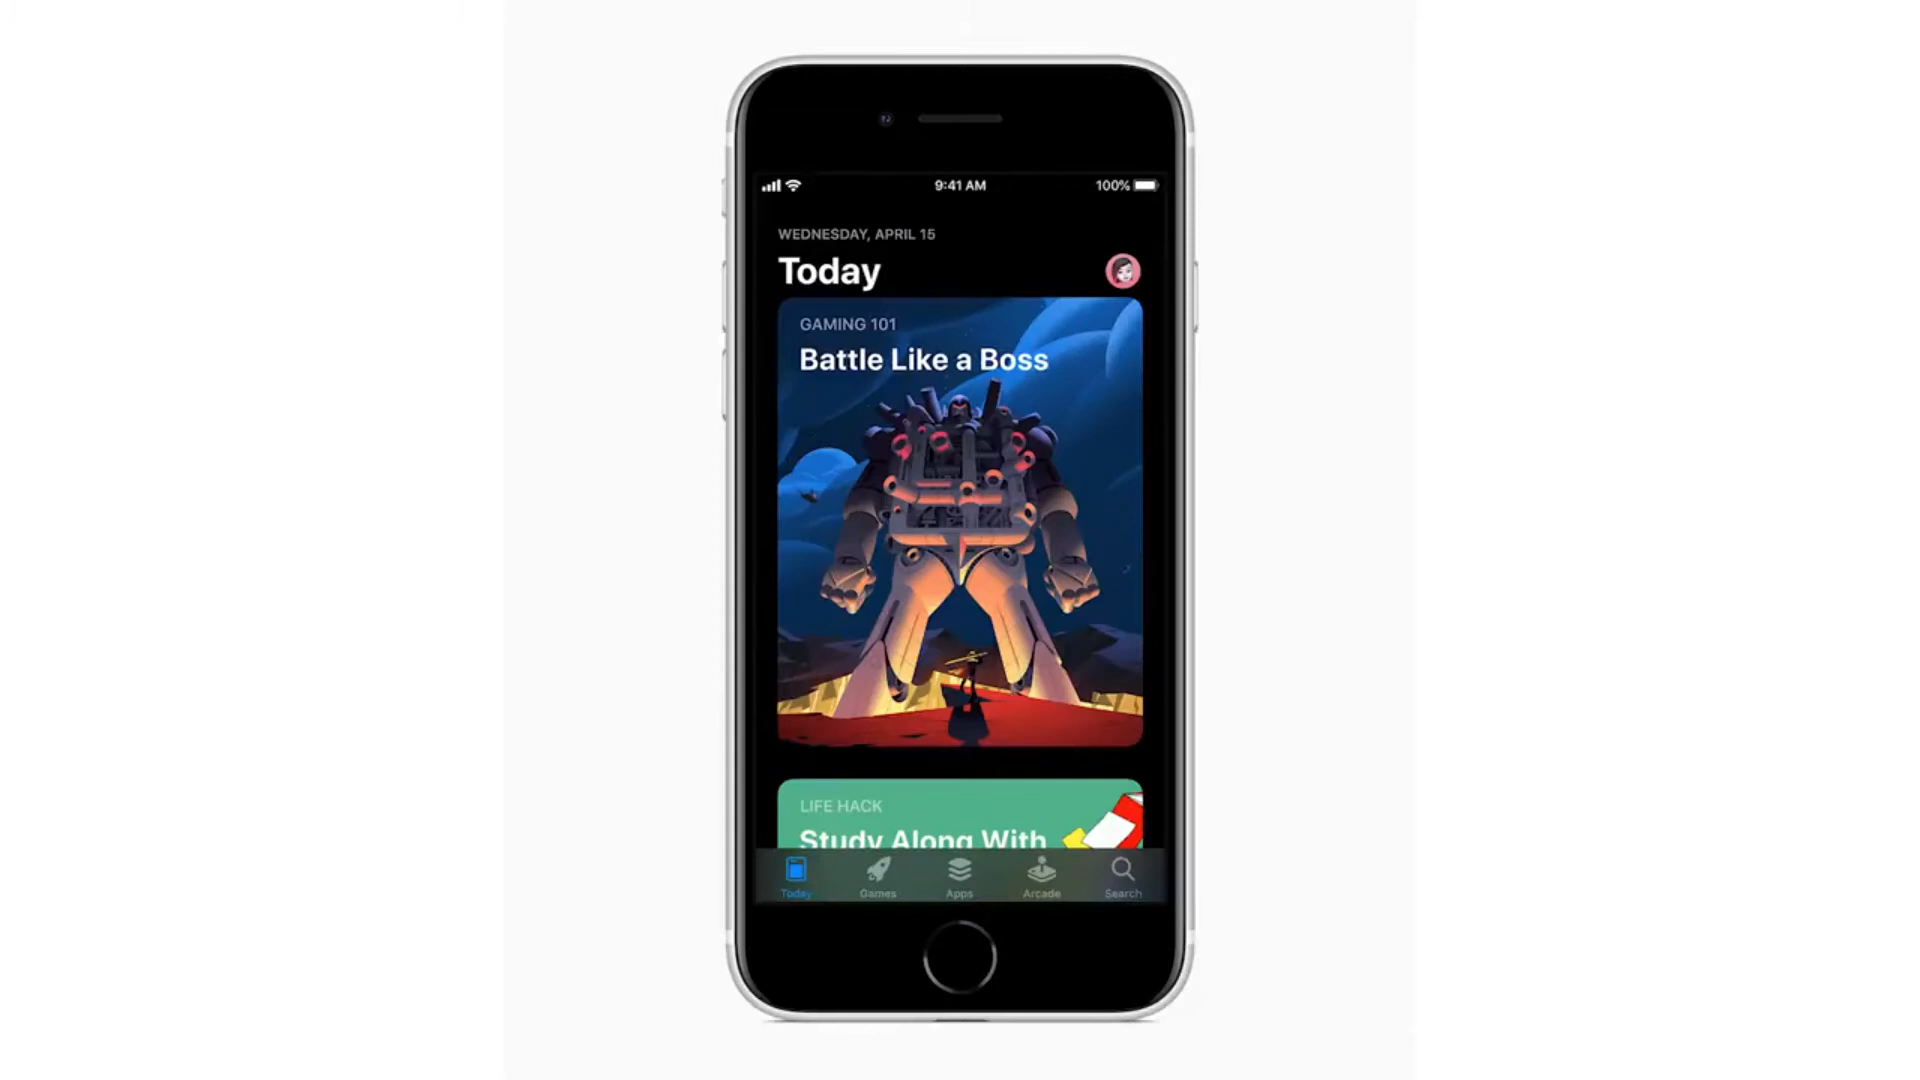 9:41 AM
100%
WEDNESDAY, APRIL 15
Today
GAMING 101
Battle Like a Boss
LIFE HACK
Study Along With
Today
Games
Apps
Arcade
Search